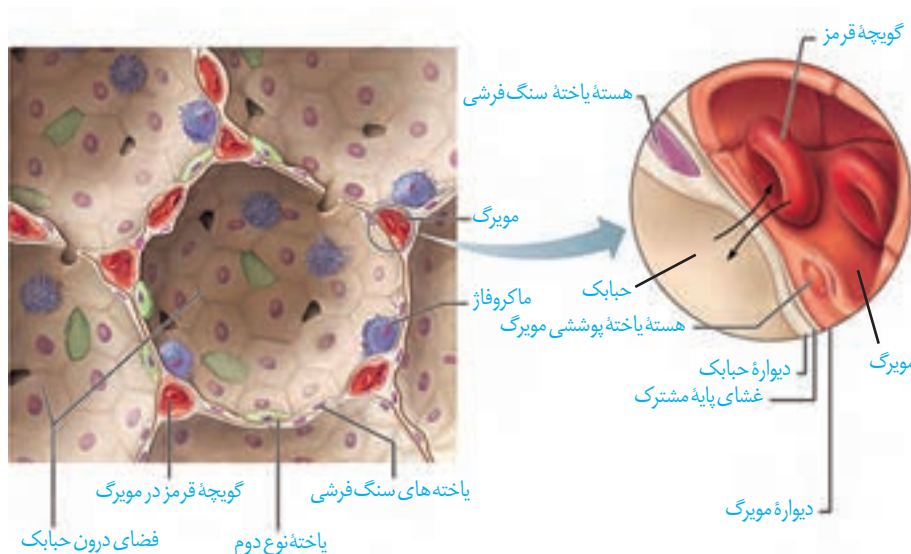 گویچهٔ قرمز
هستهٔ یاختهٔ سنگ فرشی
مویرگ
حبابک
ماکروفاژ
هستهٔ یاختهٔ پوششی مویرگ
مویرگ
دیوارهٔ حبابک
غشای پایهٔ مشترک
یاخته‌های سنگ فرشی
گویچهٔ قرمز در مویرگ
دیوارهٔ مویرگ
یاختهٔ نوع دوم
فضای درون حبابک